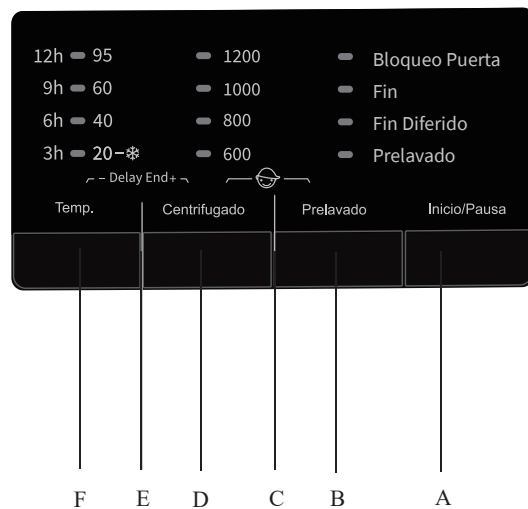 12h 95 1200 Bloqueo Puerta
9h 60 1000 Fin
6h 40 800 Fin Diferido
3h 20-❄ 600 Prelavado
- Delay End+
Temp. Centrifugado Prelavado Inicio/Pausa
F E D C B A